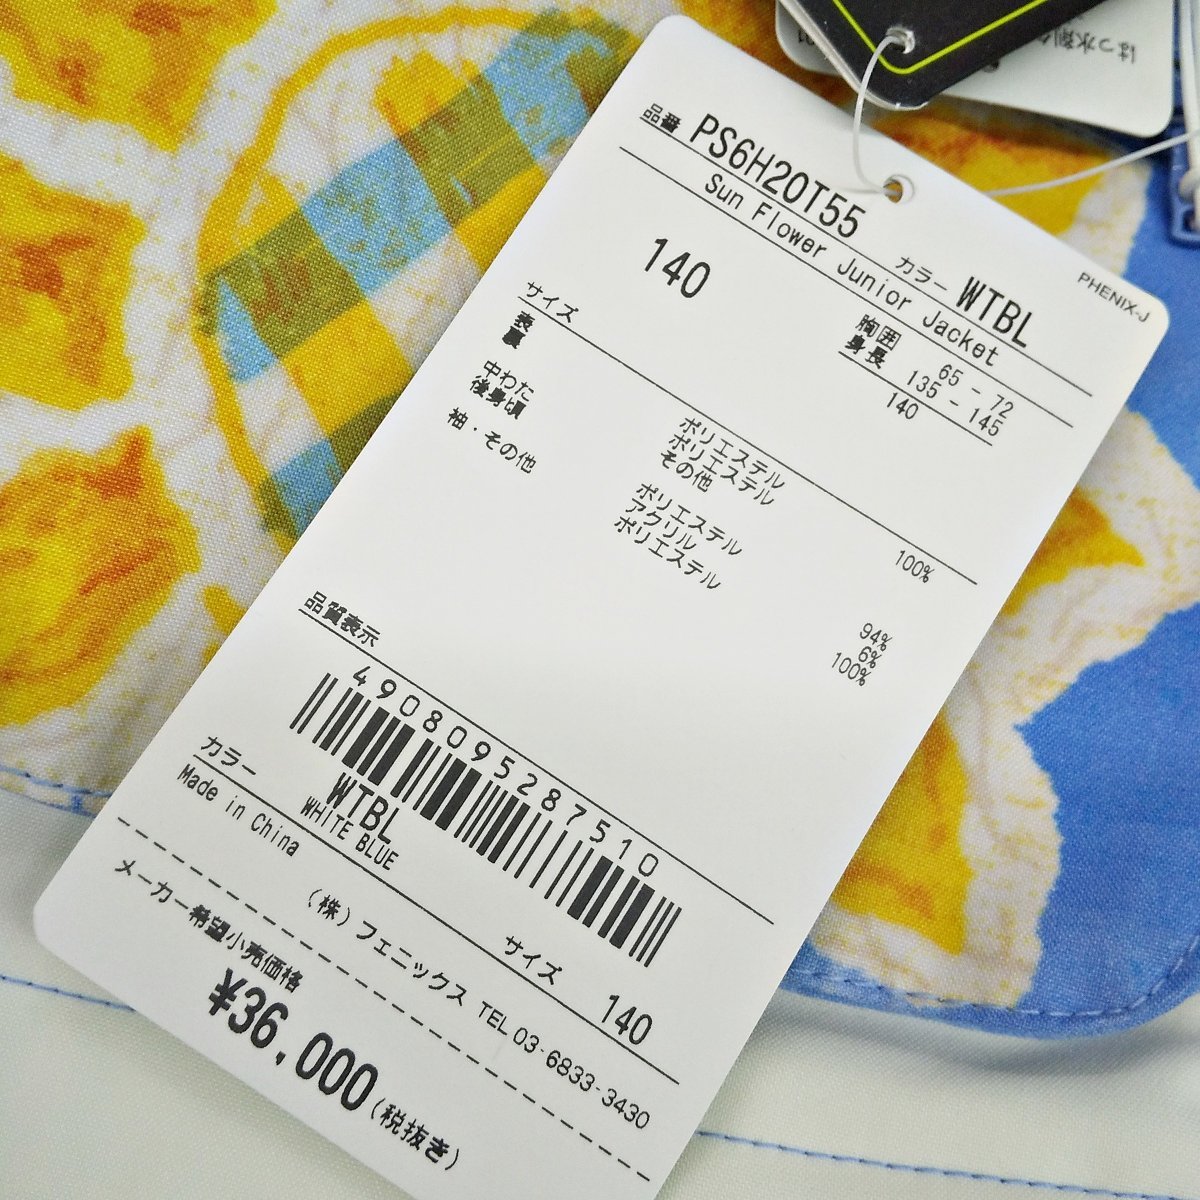 品番 PS6H20T55 カラー WTBL
PHENIX-J
Sun Flower Junior Jacket
140
胸囲 65 - 72
身長 135 - 145
サイズ 140
表 ポリエステル 100%
裏 ポリエステル
その他
中わた ポリエステル 94%
後身頃 アクリル 6%
袖・その他 ポリエステル 100%
品質表示
4908095287510
カラー WTBL サイズ 140
WHITE BLUE
Made in China
(株)フェニックス TEL 03-6833-3430
メーカー希望小売価格
¥36,000(税抜き)
はっ水剤